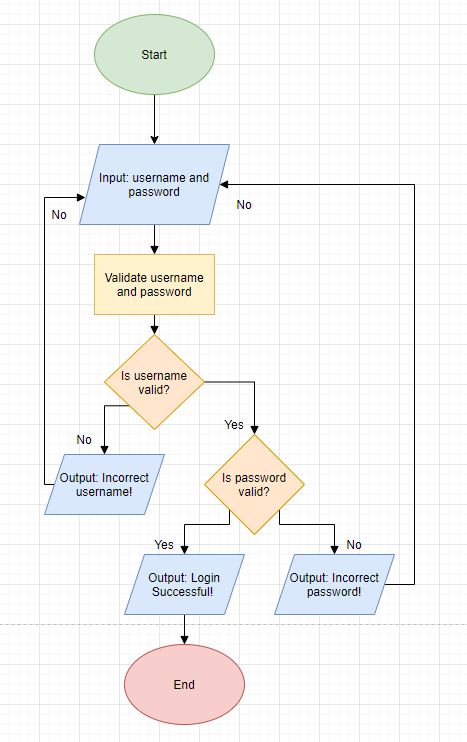 Start
Input: username and
password
No
No
Validate username
and password
Is username
valid?
No
Yes
Output: Incorrect
username!
Is password
valid?
Yes
No
Output: Login
Successful!
Output: Incorrect
password!
End